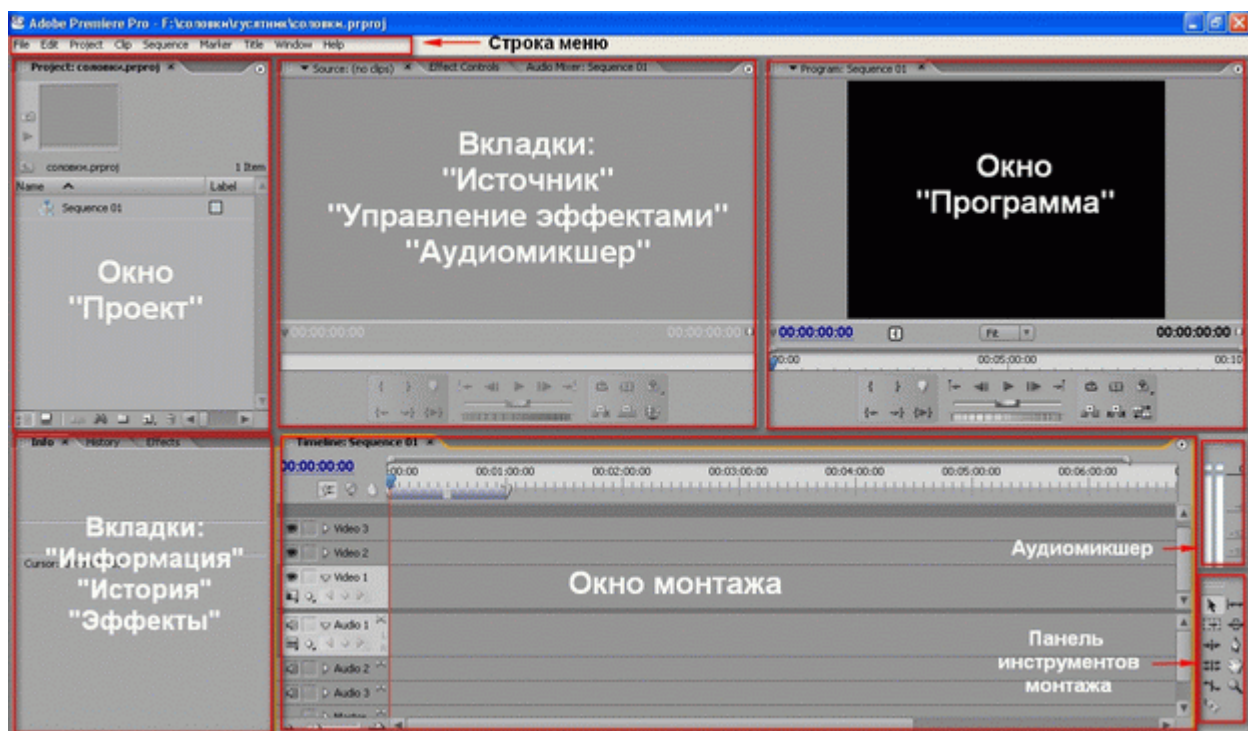 Adobe Premiere Pro - F:\соловки\гусятник\соловки.prproj
File Edit Project Clip Sequence Marker Title Window Help
Строка меню
Project: соловки.prproj
соловки.prproj 1 Item
Name Label
Sequence 01
Окно
"Проект"
Source: (no clips) Effect Controls Audio Mixer: Sequence 01
Вкладки:
"Источник"
"Управление эффектами"
"Аудиомикшер"
00:00:00:00 00:00:00:00
Program: Sequence 01
Окно
"Программа"
00:00:00:00 Fit 00:00:00:00
00:00 00:05:00:00 00:10
Info History Effects
Вкладки:
"Информация"
Cursor:
"История"
"Эффекты"
Timeline: Sequence 01
00:00:00:00
00:00 00:01:00:00 00:02:00:00 00:03:00:00 00:04:00:00 00:05:00:00 00:06:00:00
Video 3
Video 2
Video 1
Audio 1
Audio 2
Audio 3
Master
Окно монтажа
Аудиомикшер
Панель
инструментов
монтажа